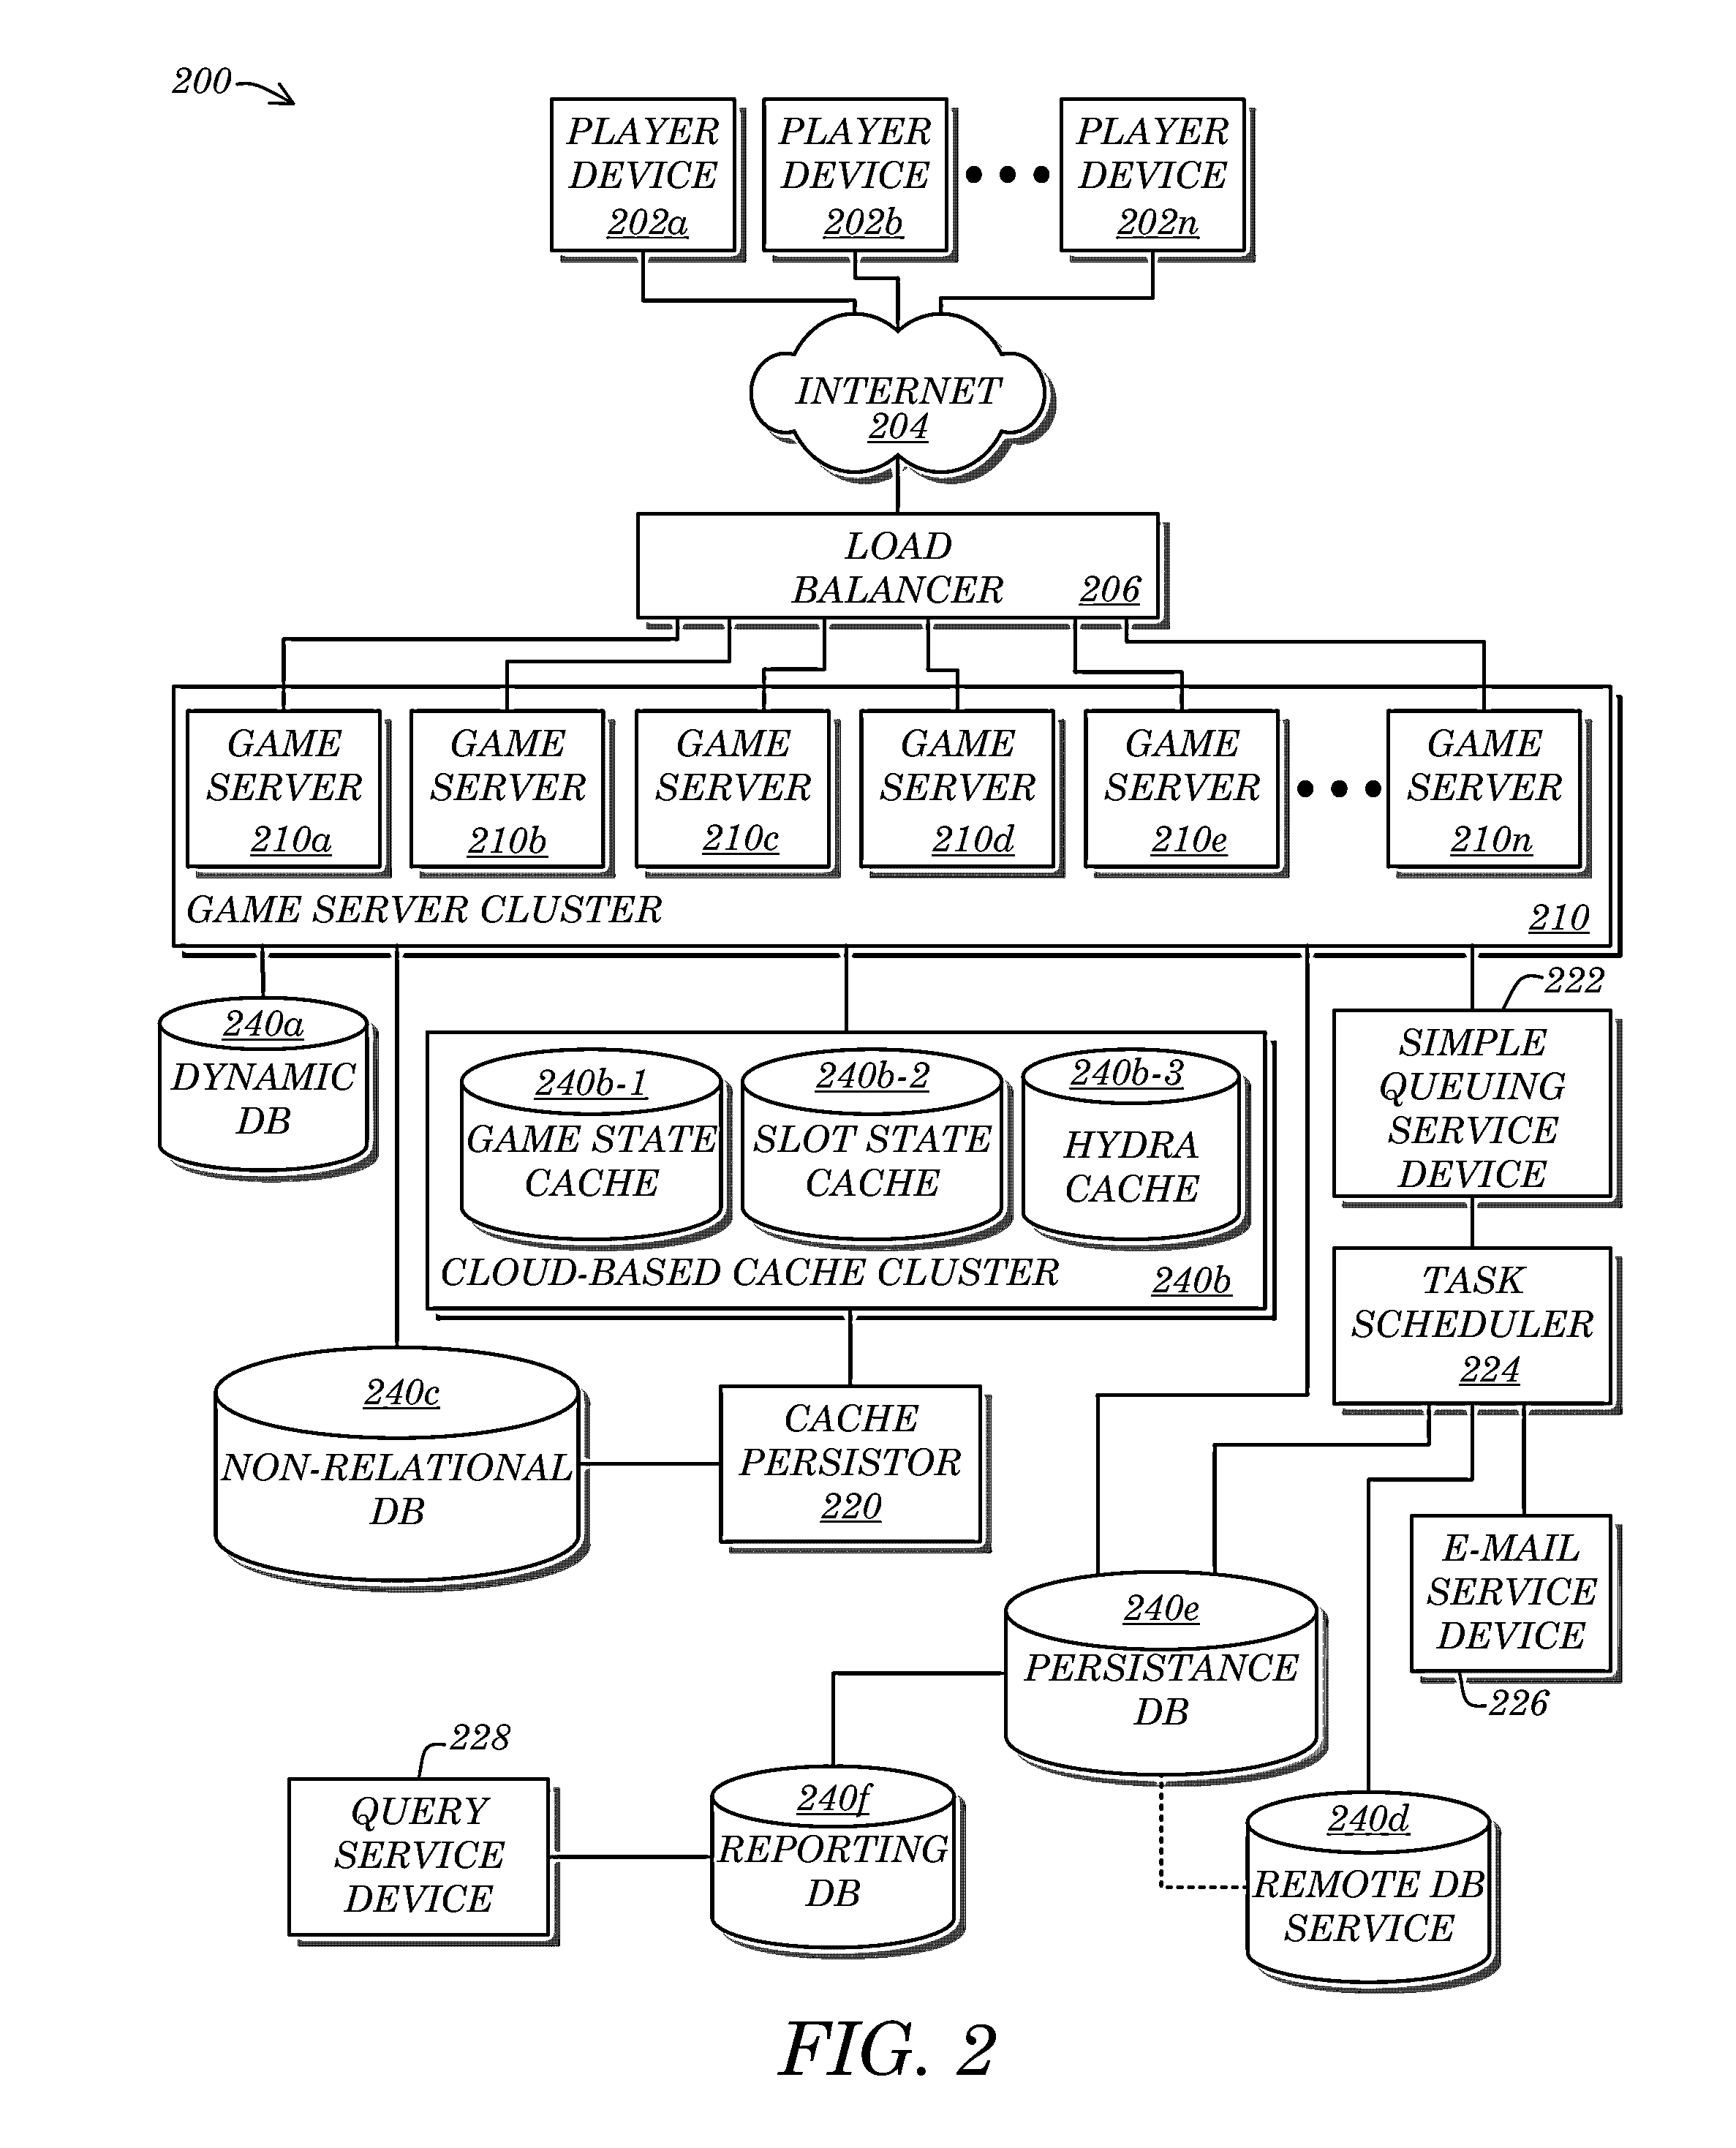 200
PLAYER
DEVICE
202a
PLAYER
DEVICE
202b
PLAYER
DEVICE
202n
INTERNET
204
LOAD
BALANCER
206
GAME
SERVER
210a
GAME
SERVER
210b
GAME
SERVER
210c
GAME
SERVER
210d
GAME
SERVER
210e
GAME
SERVER
210n
GAME SERVER CLUSTER
210
240a
DYNAMIC
DB
240b-1
GAME STATE
CACHE
240b-2
SLOT STATE
CACHE
240b-3
HYDRA
CACHE
CLOUD-BASED CACHE CLUSTER
240b
222
SIMPLE
QUEUING
SERVICE
DEVICE
TASK
SCHEDULER
224
240c
NON-RELATIONAL
DB
CACHE
PERSISTOR
220
E-MAIL
SERVICE
DEVICE
226
240e
PERSISTANCE
DB
228
QUERY
SERVICE
DEVICE
240f
REPORTING
DB
240d
REMOTE DB
SERVICE
FIG. 2